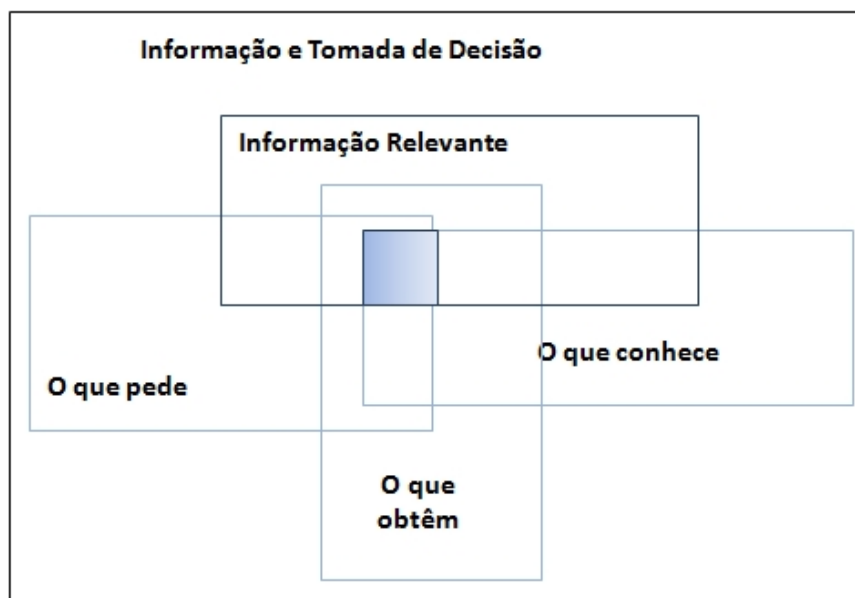 Informação e Tomada de Decisão
Informação Relevante
O que conhece
O que pede
O que
obtêm